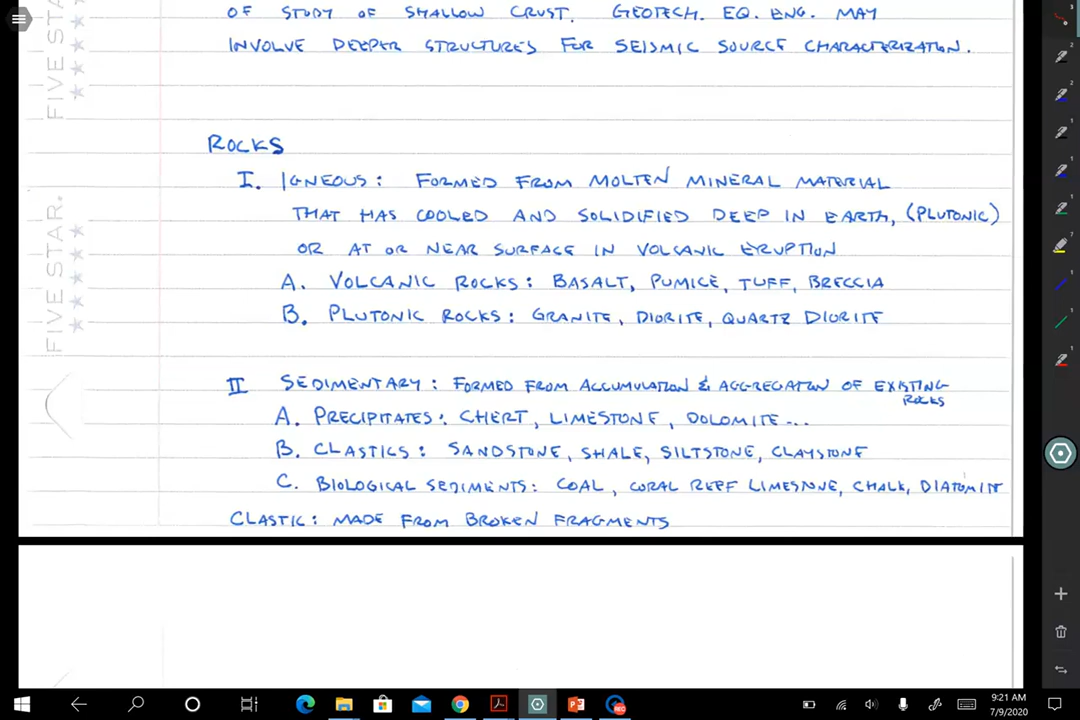 OF STUDY OF SHALLOW CRUST. GEOTECH. EQ. ENG. MAY
INVOLVE DEEPER STRUCTURES FOR SEISMIC SOURCE CHARACTERIZATION.
FIVE STAR
ROCKS
I. IGNEOUS: FORMED FROM MOLTEN MINERAL MATERIAL
THAT HAS COOLED AND SOLIDIFIED DEEP IN EARTH, (PLUTONIC)
OR AT OR NEAR SURFACE IN VOLCANIC ERUPTION
A. VOLCANIC ROCKS: BASALT, PUMICE, TUFF, BRECCIA
B. PLUTONIC ROCKS: GRANITE, DIORITE, QUARTZ DIORITE
FIVE STAR.
II SEDIMENTARY: FORMED FROM ACCUMULATION & AGGREGATION OF EXISTING
ROCKS
A. PRECIPITATES: CHERT, LIMESTONE, DOLOMITE...
B. CLASTICS: SANDSTONE, SHALE, SILTSTONE, CLAYSTONE
C. BIOLOGICAL SEDIMENTS: COAL, CORAL REEF LIMESTONE, CHALK, DIATOMITE
CLASTIC: MADE FROM BROKEN FRAGMENTS
9:21 AM
7/9/2020